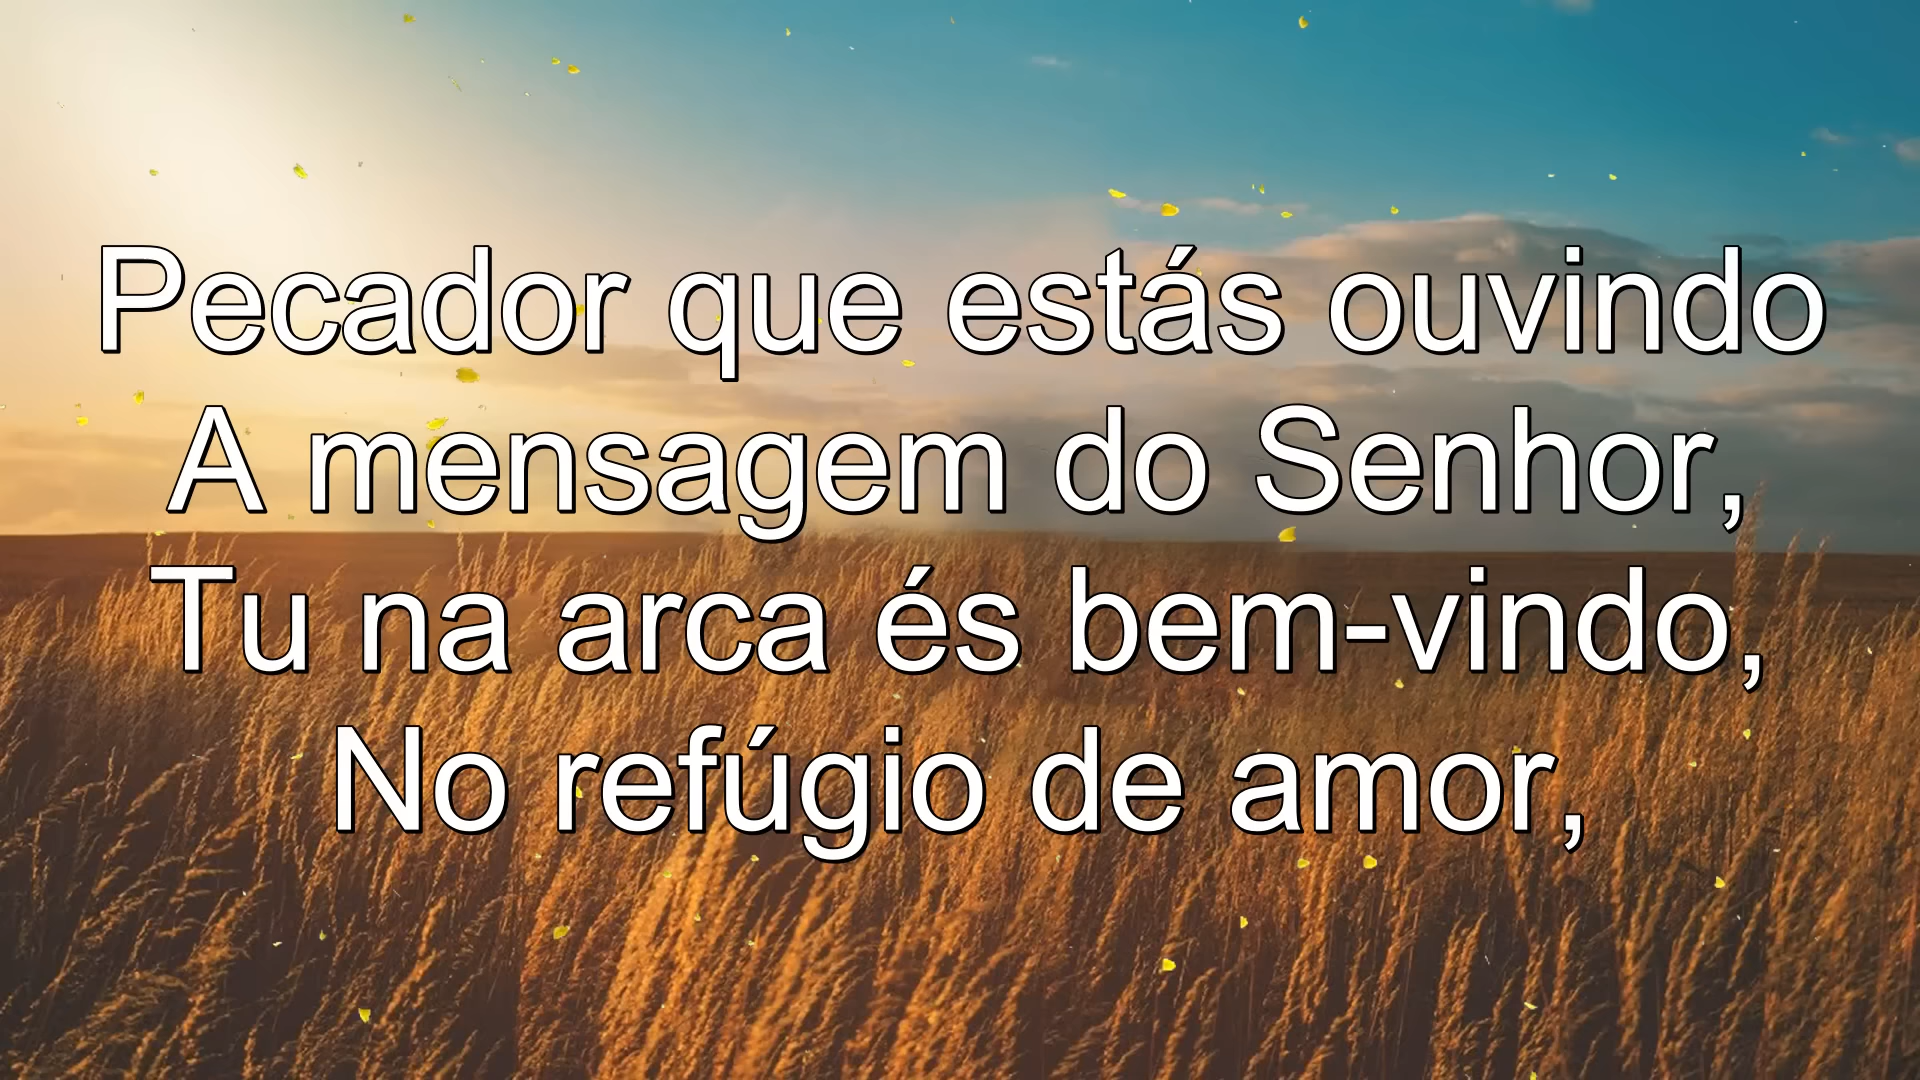 Pecador que estás ouvindo
A mensagem do Senhor,
Tu na arca és bem-vindo,
No refúgio de amor,